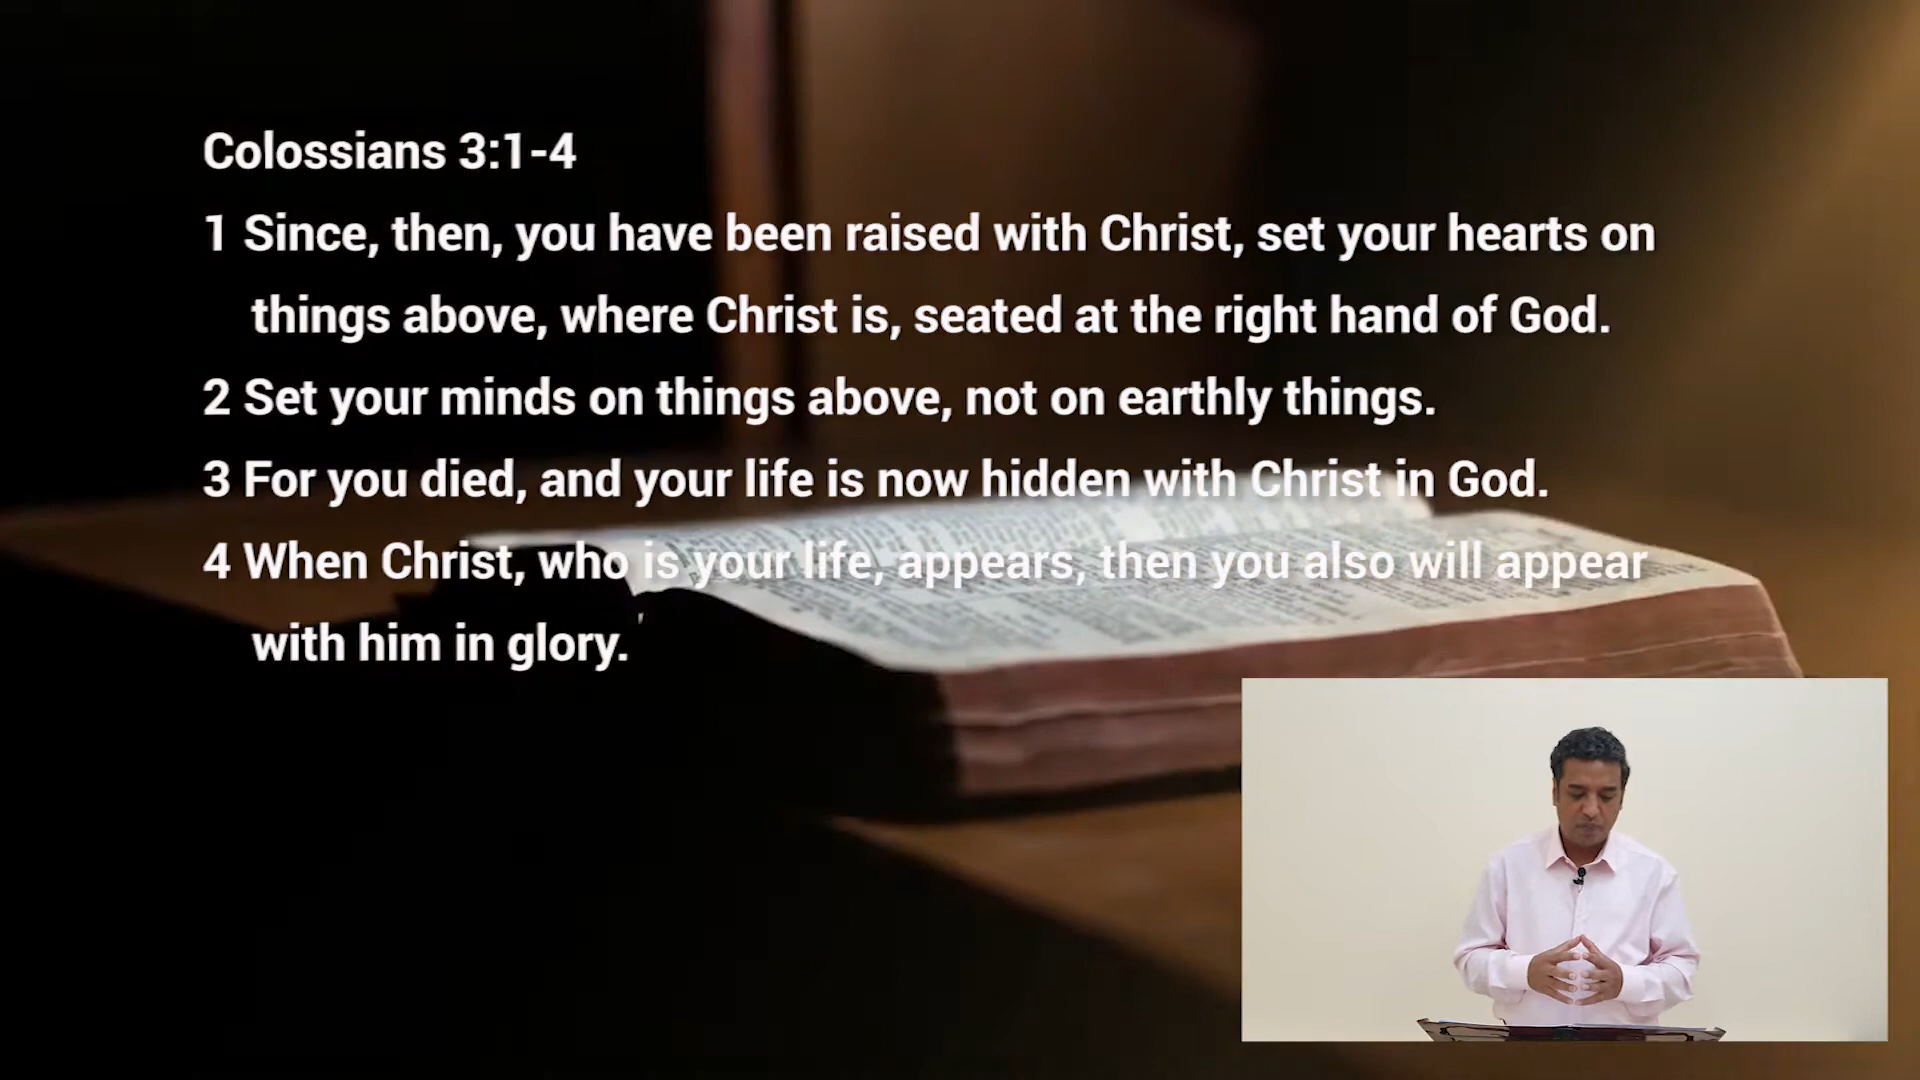 Colossians 3:1-4
1 Since, then, you have been raised with Christ, set your hearts on
things above, where Christ is, seated at the right hand of God.
2 Set your minds on things above, not on earthly things.
3 For you died, and your life is now hidden with Christ in God.
4 When Christ, who is your life, appears, then you also will appear
with him in glory.